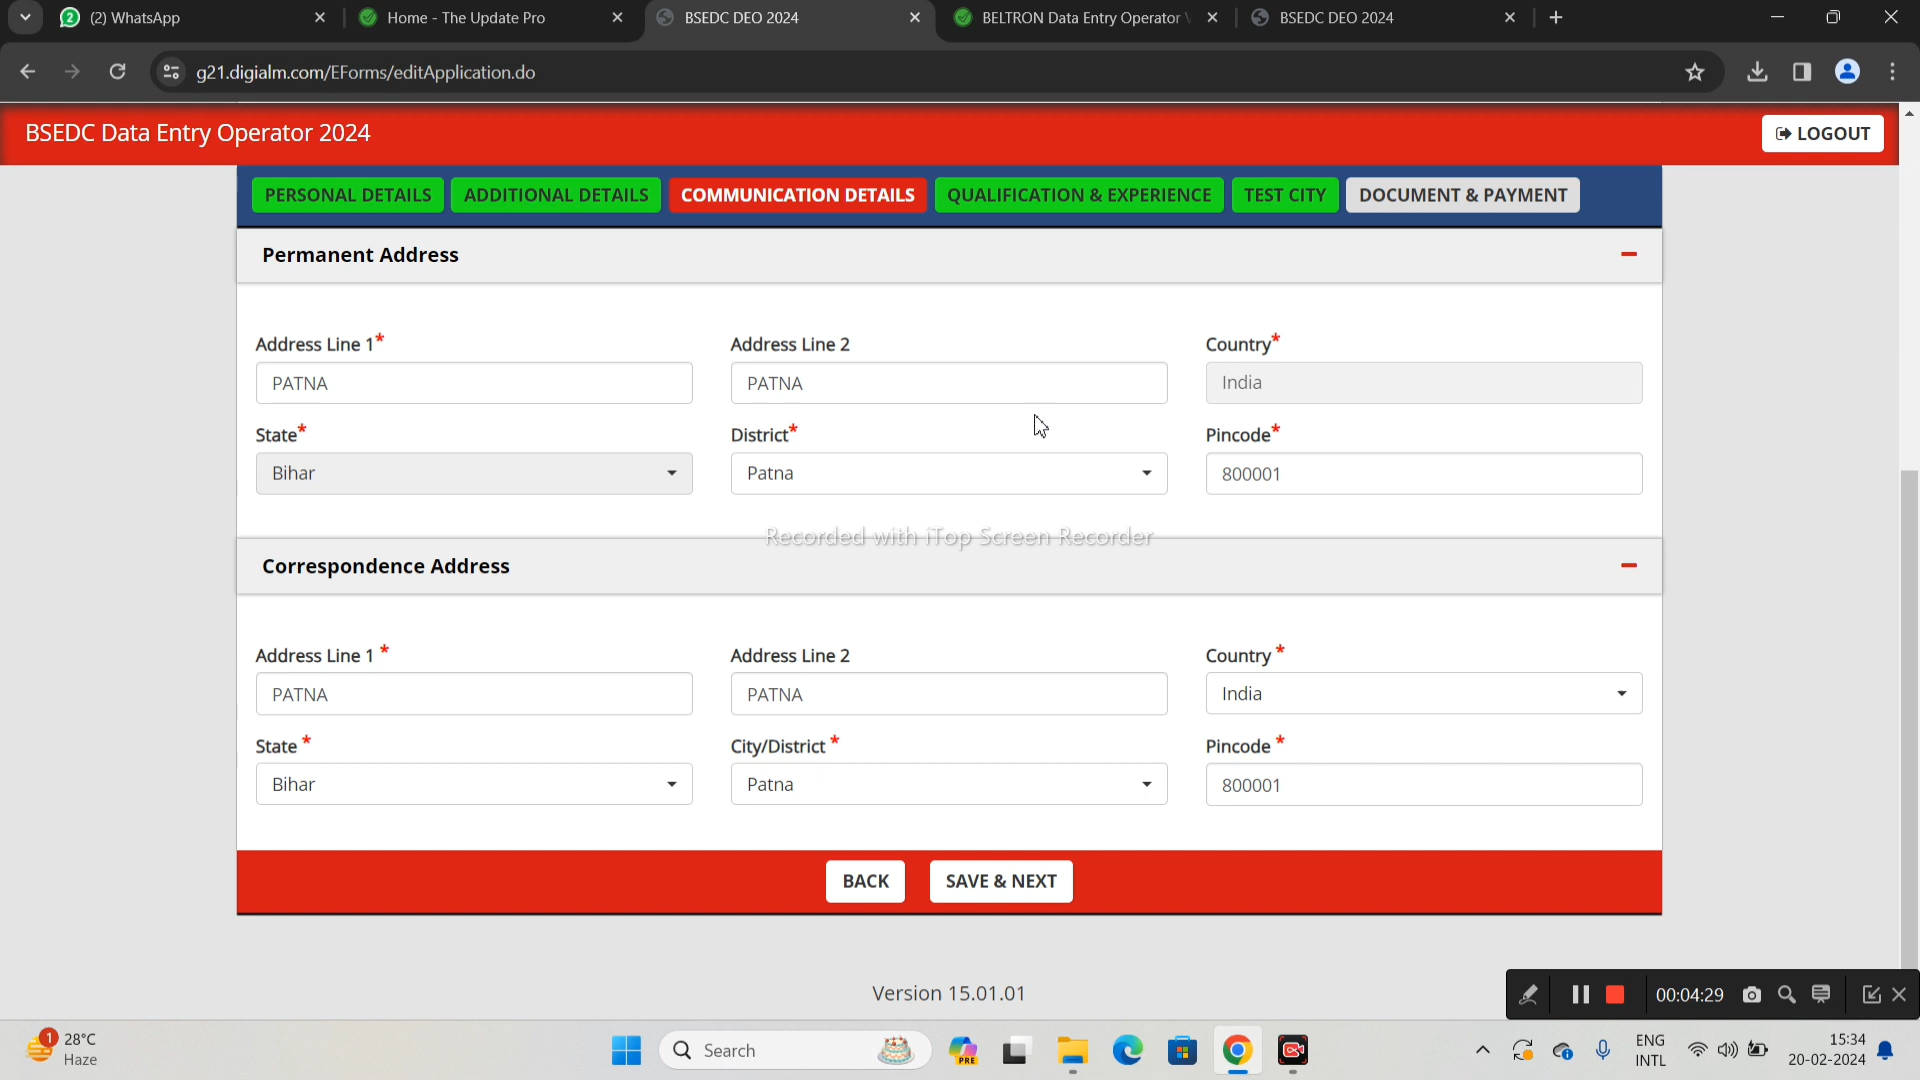 (2) WhatsApp
Home - The Update Pro
BSEDC DEO 2024
BELTRON Data Entry Operator
BSEDC DEO 2024
g21.digialm.com/EForms/editApplication.do
BSEDC Data Entry Operator 2024
LOGOUT
PERSONAL DETAILS
ADDITIONAL DETAILS
COMMUNICATION DETAILS
QUALIFICATION & EXPERIENCE
TEST CITY
DOCUMENT & PAYMENT
Permanent Address
Address Line 1*
Address Line 2
Country*
PATNA
PATNA
India
State*
District*
Pincode*
Bihar
Patna
800001
Recorded with iTop Screen Recorder
Correspondence Address
Address Line 1 *
Address Line 2
Country *
PATNA
PATNA
India
State *
City/District *
Pincode *
Bihar
Patna
800001
BACK
SAVE & NEXT
Version 15.01.01
00:04:29
1
28°C
Haze
Search
PRE
ENG
INTL
15:34
20-02-2024